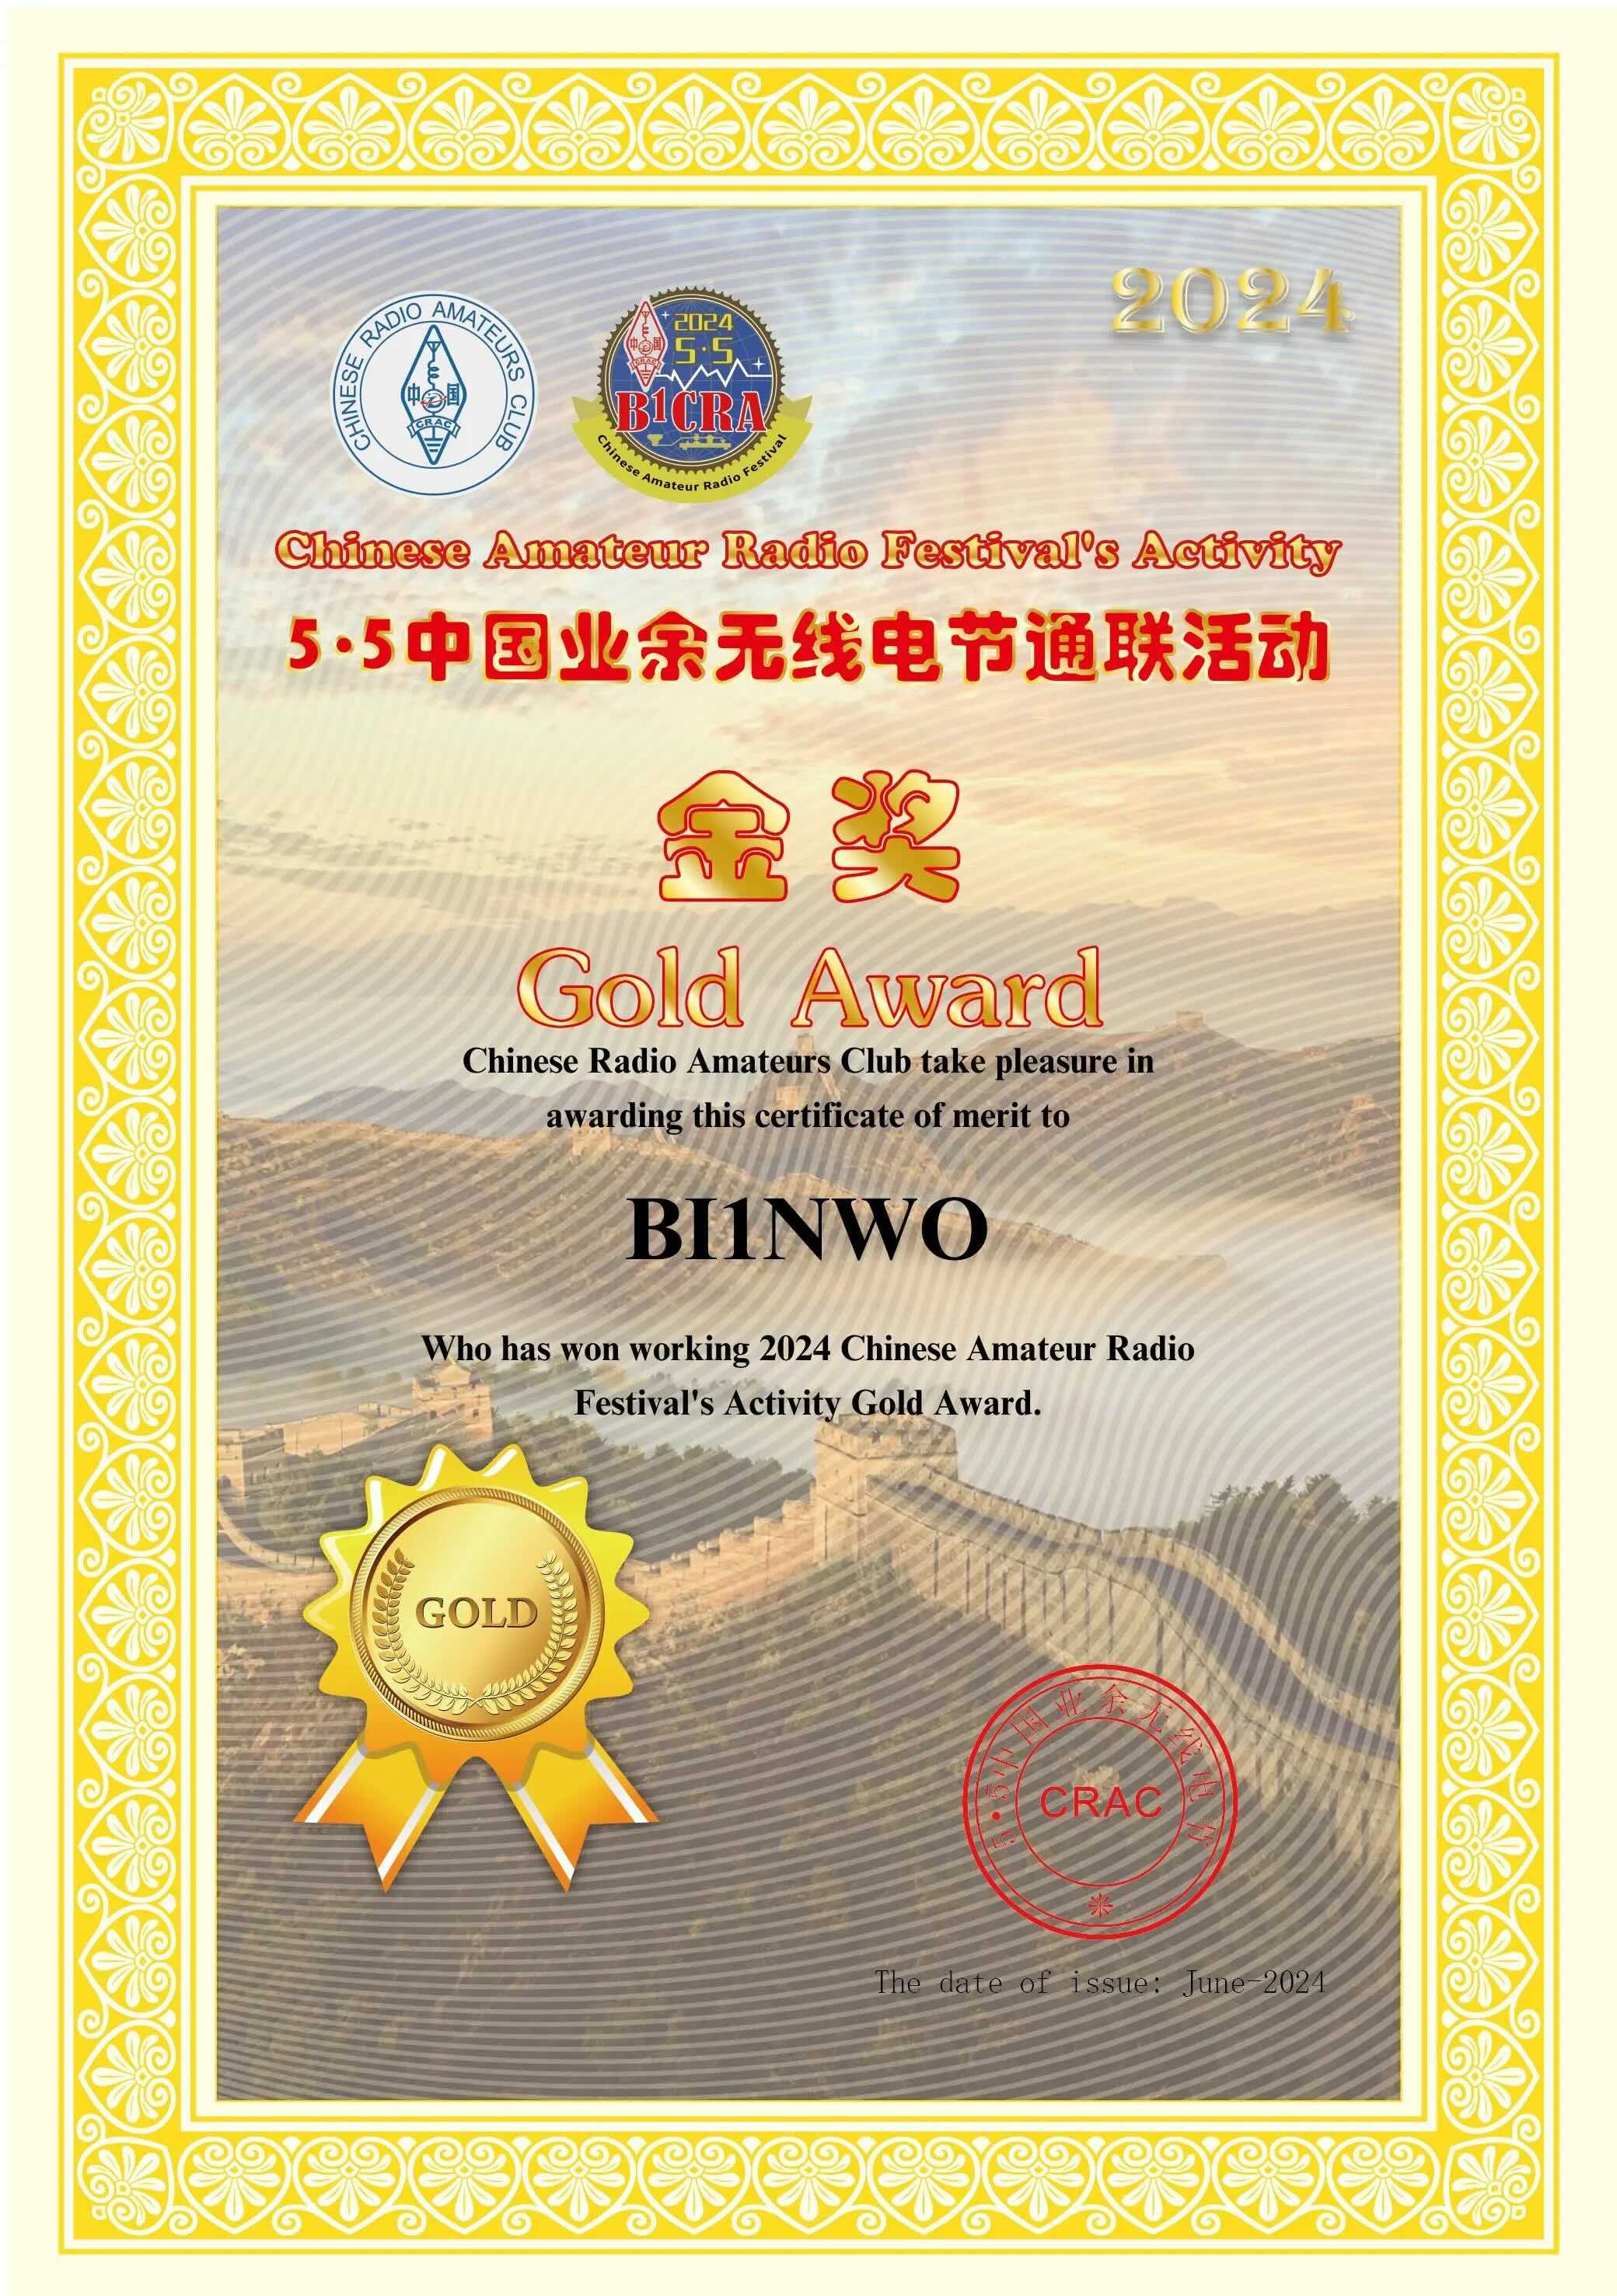 2024
CHINESE RADIO AMATEURS CLUB
中国
CRAC
2024
5·5
中国
CRAC
B1CRA
Chinese Amateur Radio Festival
Chinese Amateur Radio Festival's Activity
5·5中国业余无线电节通联活动
金奖
Gold Award
Chinese Radio Amateurs Club take pleasure in
awarding this certificate of merit to
BI1NWO
Who has won working 2024 Chinese Amateur Radio
Festival's Activity Gold Award.
GOLD
5·5中国业余无线电节
CRAC
The date of issue: June-2024